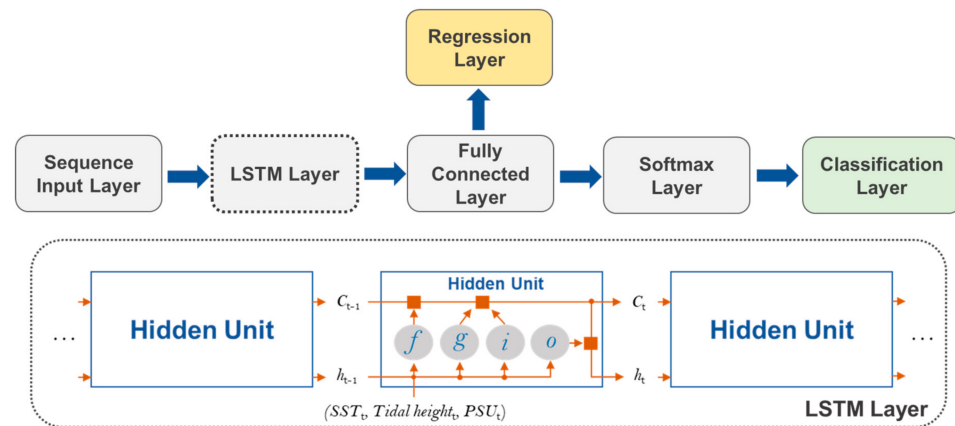 Regression
Layer
Sequence
Input Layer
LSTM Layer
Fully
Connected
Layer
Softmax
Layer
Classification
Layer
Hidden Unit
...
Hidden Unit
C_{t-1}
f g i o
h_{t-1}
(SST_t, Tidal height_t, PSU_t)
C_t
h_t
Hidden Unit
...
LSTM Layer